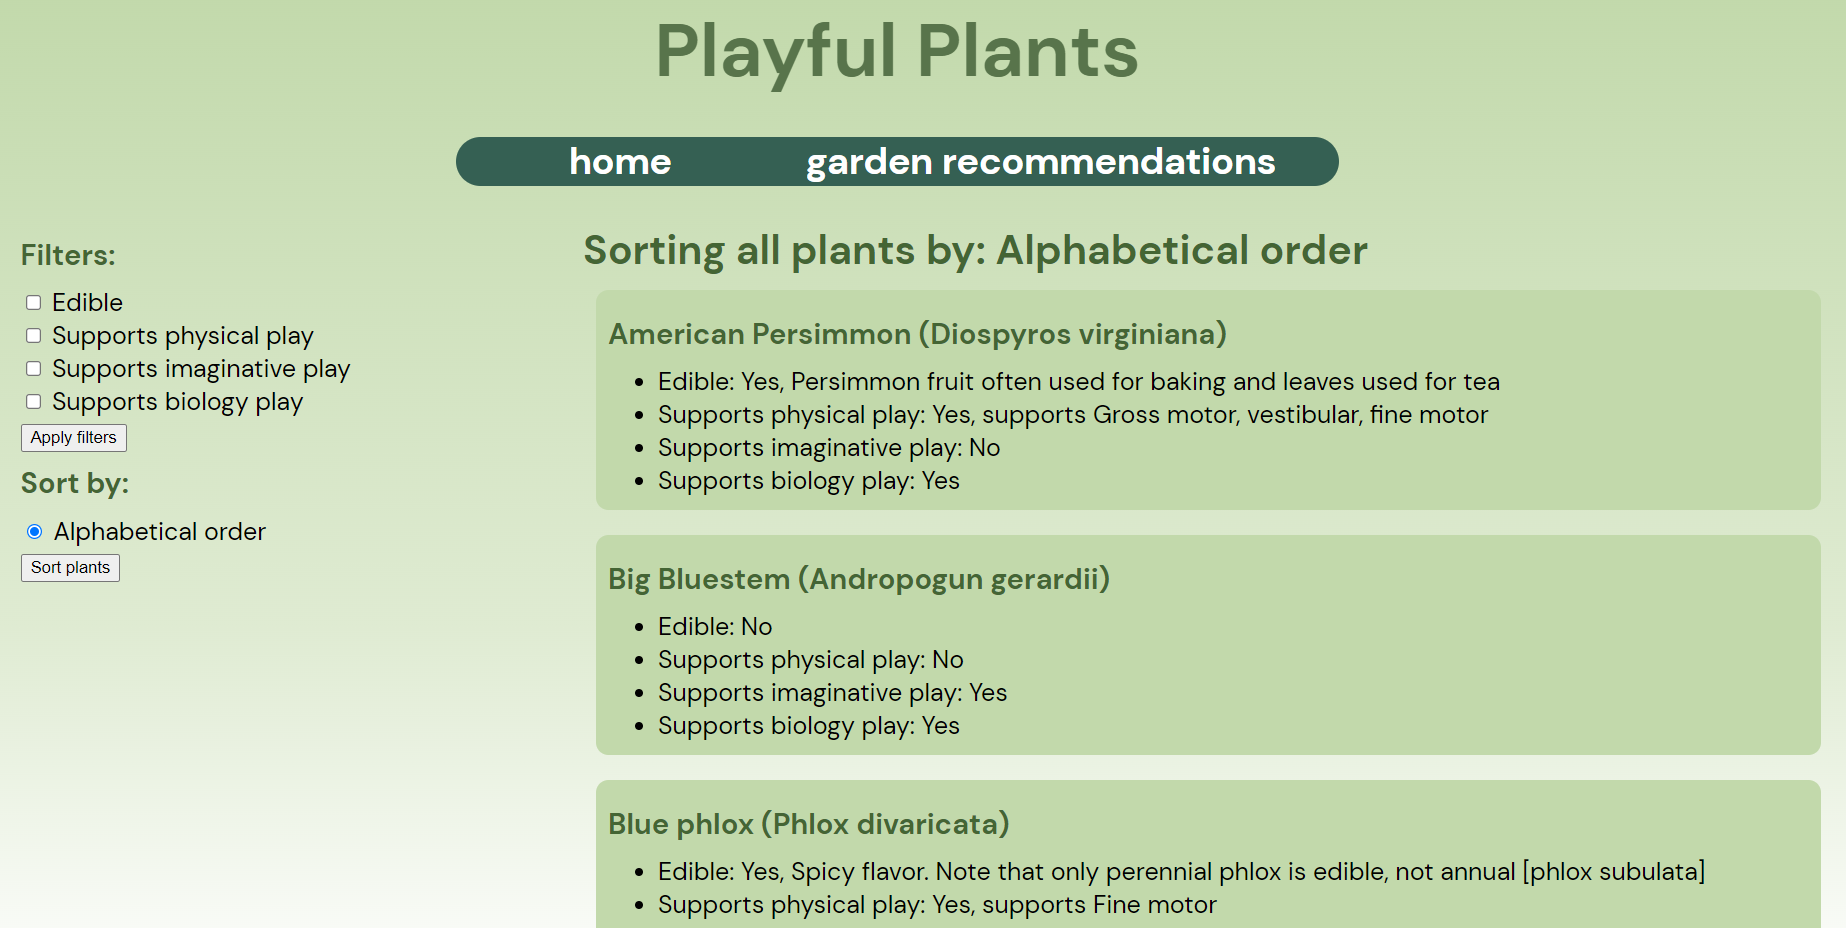 Playful Plants
home garden recommendations
Filters:
Edible
Supports physical play
Supports imaginative play
Supports biology play
Apply filters
Sort by:
Alphabetical order
Sort plants
Sorting all plants by: Alphabetical order
American Persimmon (Diospyros virginiana)
Edible: Yes, Persimmon fruit often used for baking and leaves used for tea
Supports physical play: Yes, supports Gross motor, vestibular, fine motor
Supports imaginative play: No
Supports biology play: Yes
Big Bluestem (Andropogun gerardii)
Edible: No
Supports physical play: No
Supports imaginative play: Yes
Supports biology play: Yes
Blue phlox (Phlox divaricata)
Edible: Yes, Spicy flavor. Note that only perennial phlox is edible, not annual [phlox subulata]
Supports physical play: Yes, supports Fine motor